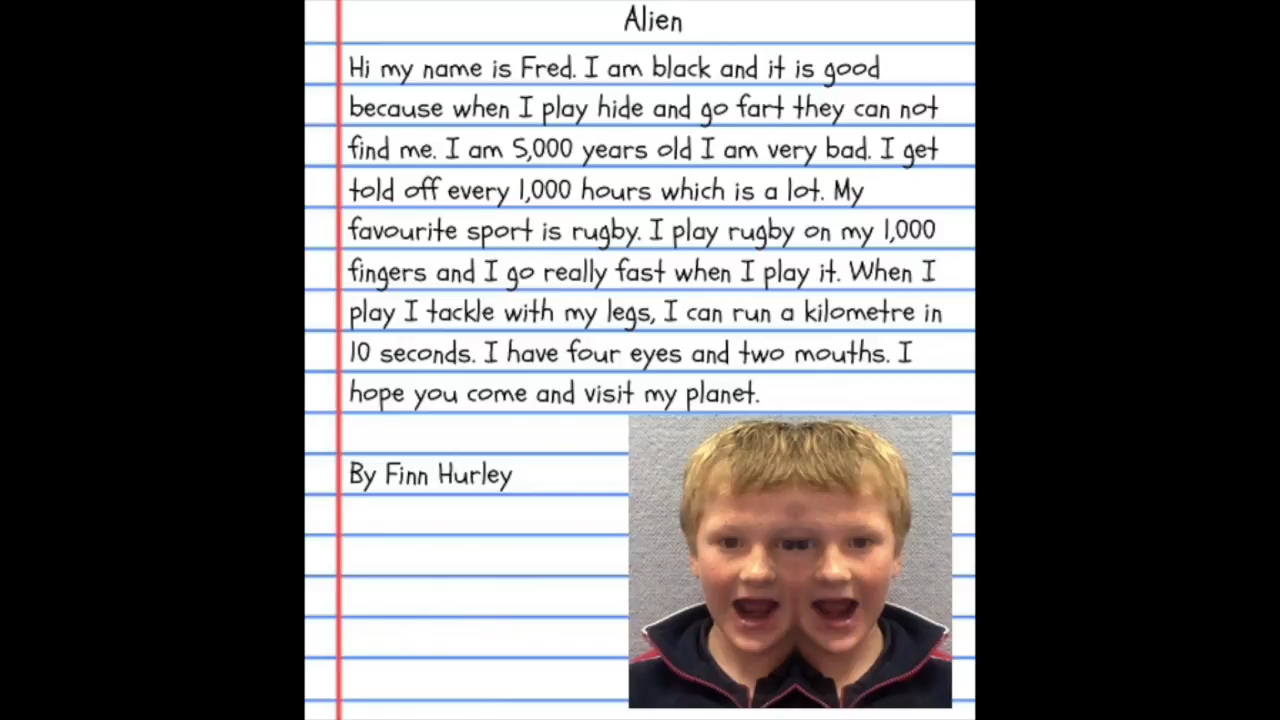 Alien
Hi my name is Fred. I am black and it is good
because when I play hide and go fart they can not
find me. I am 5,000 years old I am very bad. I get
told off every 1,000 hours which is a lot. My
favourite sport is rugby. I play rugby on my 1,000
fingers and I go really fast when I play it. When I
play I tackle with my legs, I can run a kilometre in
10 seconds. I have four eyes and two mouths. I
hope you come and visit my planet.
By Finn Hurley